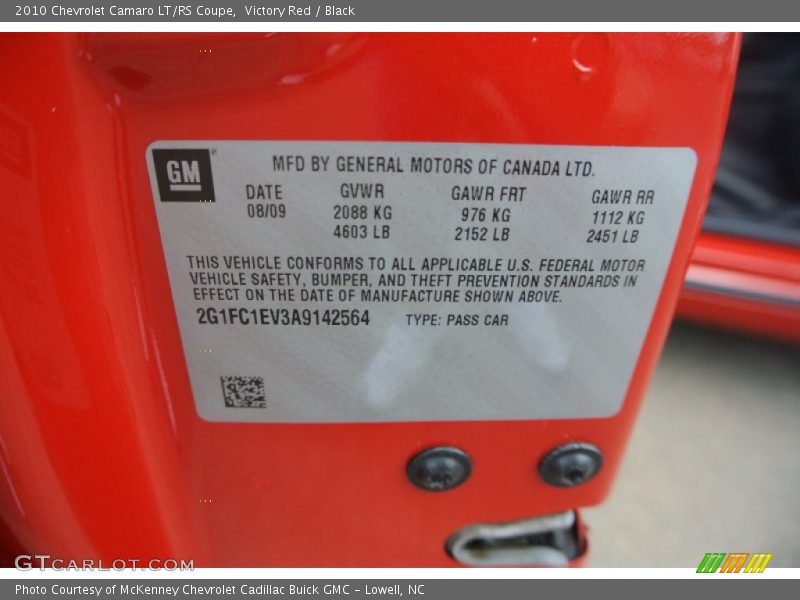 2010 Chevrolet Camaro LT/RS Coupe, Victory Red / Black
GM
MFD BY GENERAL MOTORS OF CANADA LTD.
DATE GVWR GAWR FRT GAWR RR
08/09 2088 KG 976 KG 1112 KG
4603 LB 2152 LB 2451 LB
THIS VEHICLE CONFORMS TO ALL APPLICABLE U.S. FEDERAL MOTOR
VEHICLE SAFETY, BUMPER, AND THEFT PREVENTION STANDARDS IN
EFFECT ON THE DATE OF MANUFACTURE SHOWN ABOVE.
2G1FC1EV3A9142564 TYPE: PASS CAR
GTCARLOT.COM
Photo Courtesy of McKenney Chevrolet Cadillac Buick GMC - Lowell, NC